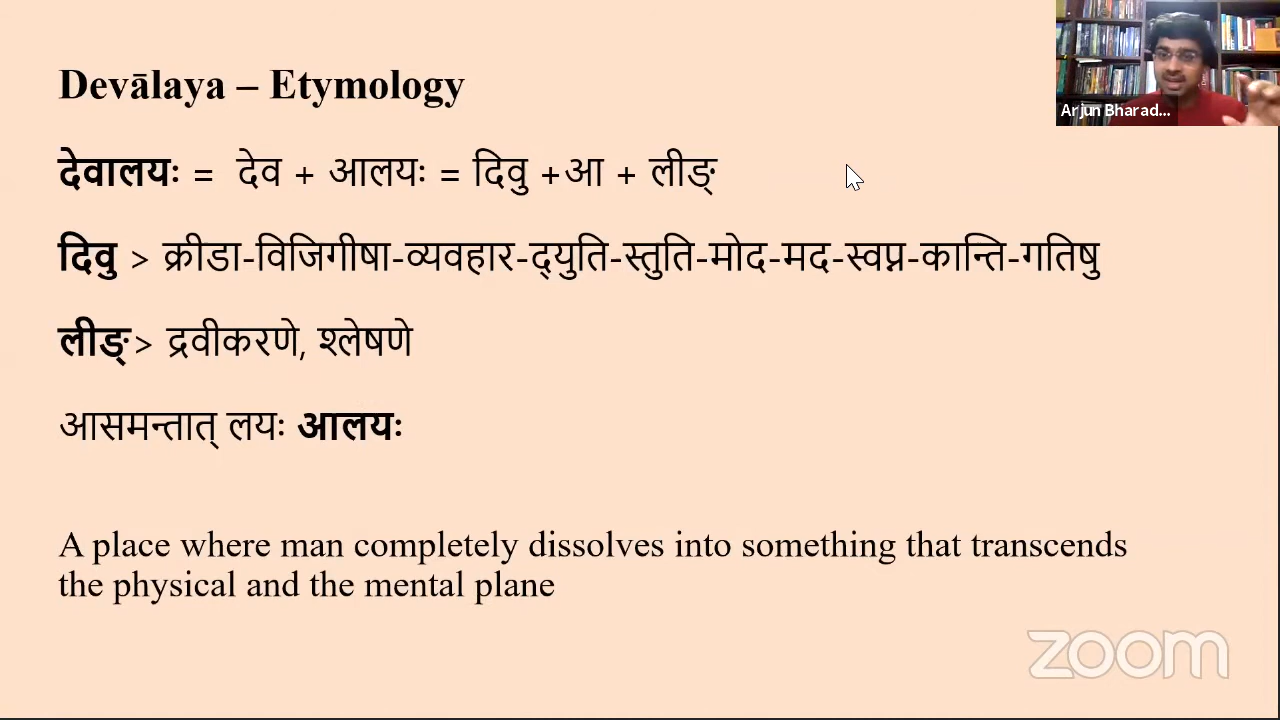 Devālaya – Etymology
Arjun Bharad...
देवालयः = देव + आलयः = दिवु +आ + लीङ्
दिवु > क्रीडा-विजिगीषा-व्यवहार-द्युति-स्तुति-मोद-मद-स्वप्न-कान्ति-गतिषु
लीङ्> द्रवीकरणे, श्लेषणे
आसमन्तात् लयः आलयः
A place where man completely dissolves into something that transcends
the physical and the mental plane
zoom